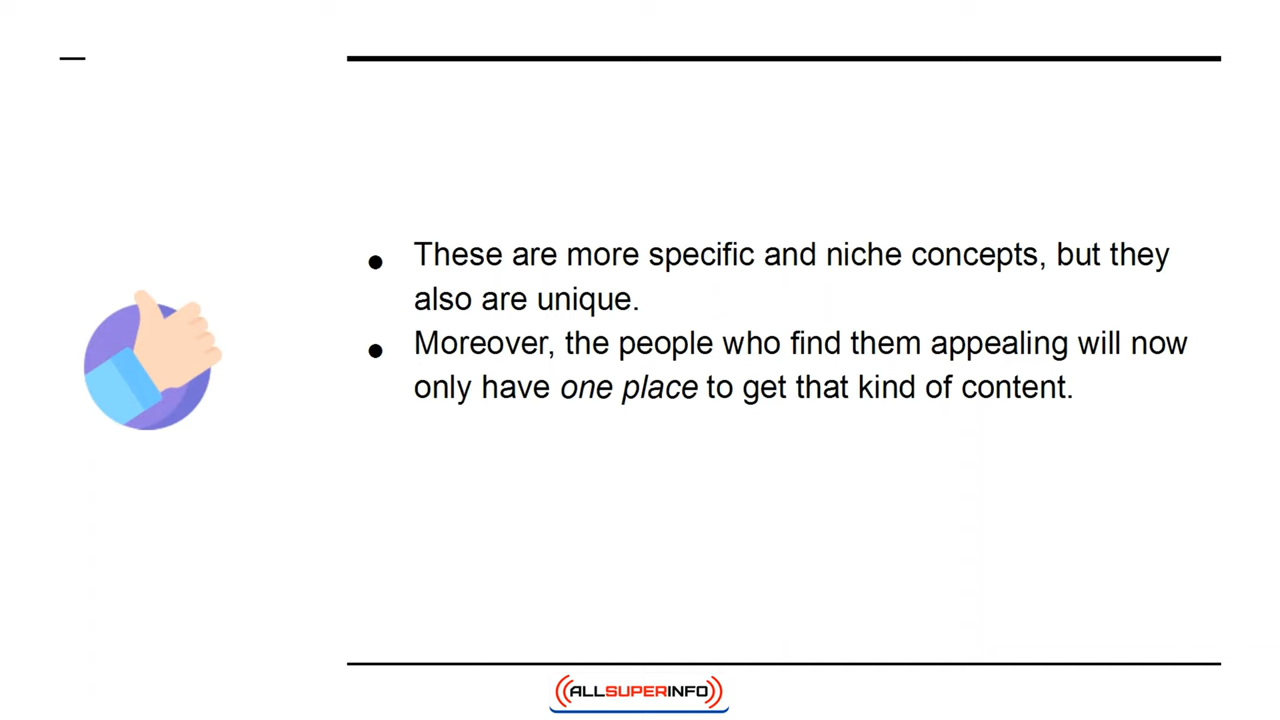 ● These are more specific and niche concepts, but they
also are unique.
● Moreover, the people who find them appealing will now
only have one place to get that kind of content.
ALLSUPERINFO